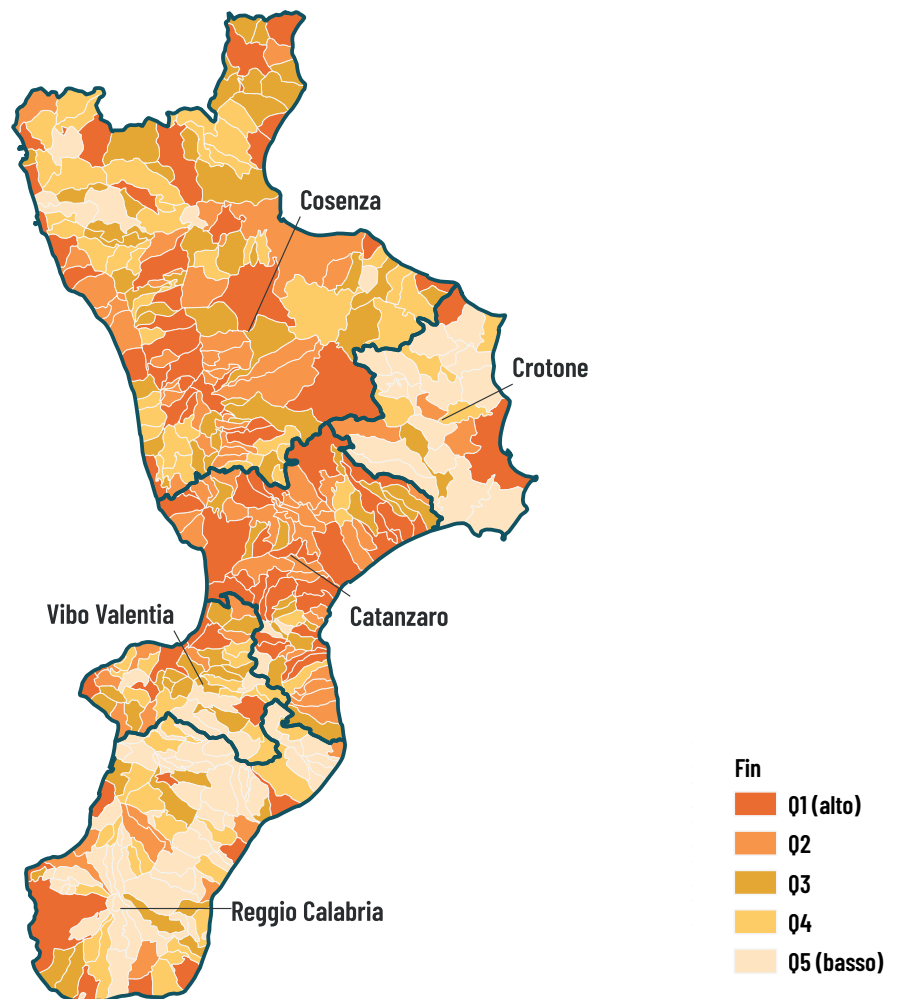 Cosenza
Crotone
Vibo Valentia
Catanzaro
Reggio Calabria
Fin
Q1 (alto)
Q2
Q3
Q4
Q5 (basso)